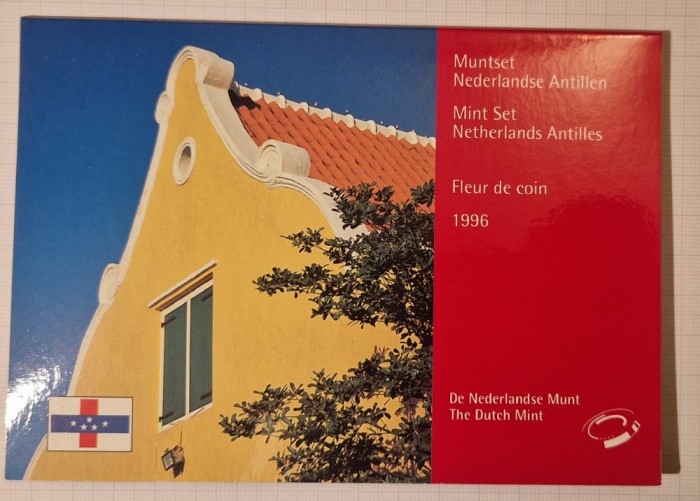 Muntset
Nederlandse Antillen
Mint Set
Netherlands Antilles
Fleur de coin
1996
De Nederlandse Munt
The Dutch Mint